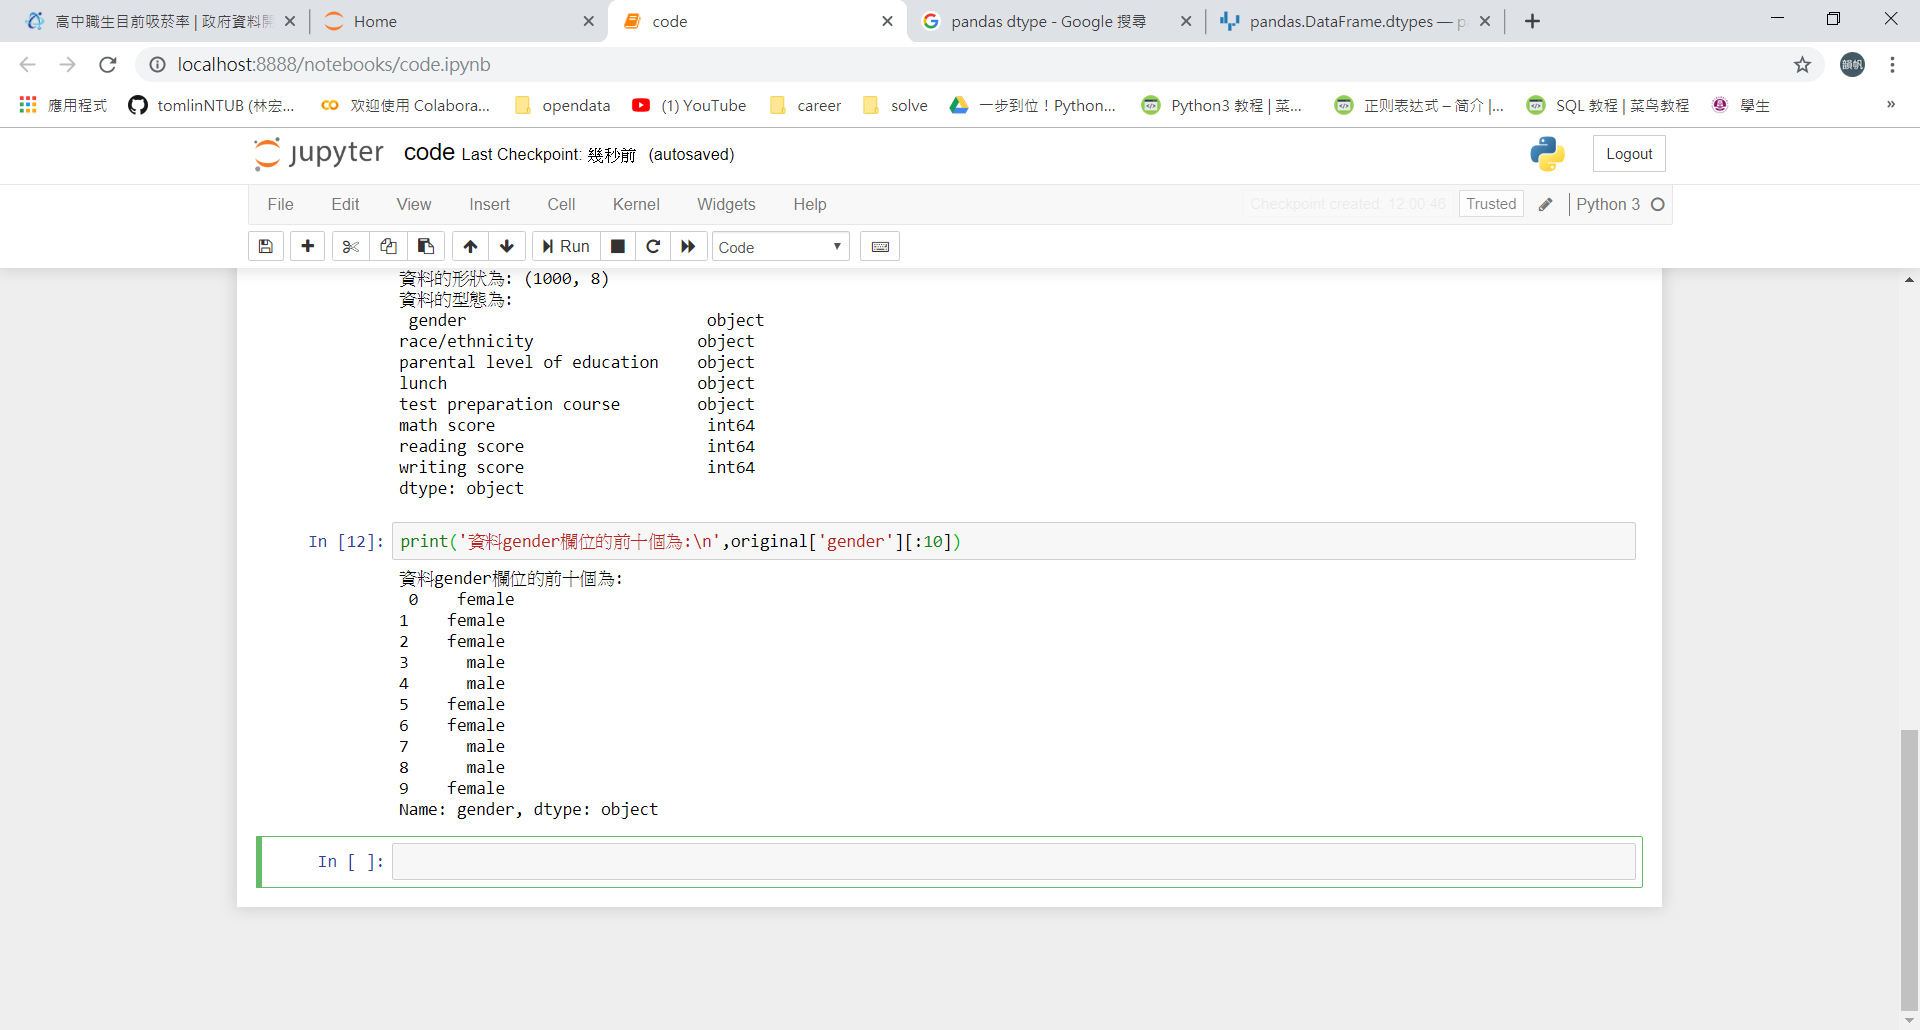 高中職生目前吸菸率 | 政府資料開
Home
code
pandas dtype - Google 搜尋
pandas.DataFrame.dtypes — p
localhost:8888/notebooks/code.ipynb
應用程式
tomlinNTUB (林宏...
欢迎使用 Colabora...
opendata
(1) YouTube
career
solve
一步到位！Python...
Python3 教程 | 菜...
正则表达式 – 简介 |...
SQL 教程 | 菜鸟教程
學生
»
jupyter code Last Checkpoint: 幾秒前 (autosaved)
Logout
File Edit View Insert Cell Kernel Widgets Help
Checkpoint created: 12:00:46
Trusted
Python 3
Run
Code
資料的形狀為: (1000, 8)
資料的型態為:
gender object
race/ethnicity object
parental level of education object
lunch object
test preparation course object
math score int64
reading score int64
writing score int64
dtype: object
In [12]: print('資料gender欄位的前十個為:\n',original['gender'][:10])
資料gender欄位的前十個為:
0 female
1 female
2 female
3 male
4 male
5 female
6 female
7 male
8 male
9 female
Name: gender, dtype: object
In [ ]: